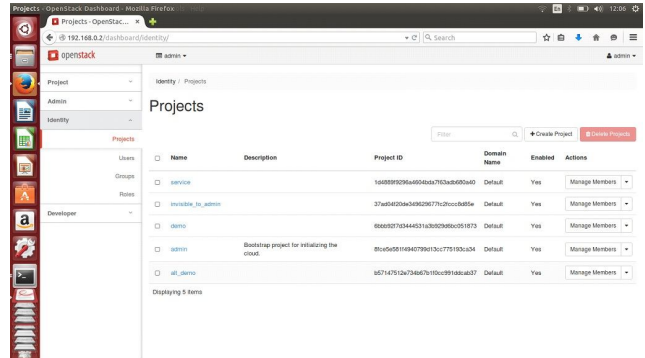 Projects - OpenStack Dashboard - Mozilla Firefox
12:06
Projects - OpenStac...
192.168.0.2/dashboard/identity/
Search
openstack
admin
admin
Project
Admin
Identity
Projects
Users
Groups
Roles
Developer
Identity / Projects
Projects
Filter
+ Create Project
Delete Projects
Name Description Project ID Domain Name Enabled Actions
service 1d4889f9296a4604bda7f63adb680a40 Default Yes Manage Members
invisible_to_admin 37ad04f20de349629677fc2fccc8d85e Default Yes Manage Members
demo 6bbb92f7d3444531a3b929d6bc051873 Default Yes Manage Members
admin Bootstrap project for initializing the cloud. 8fce5e581f4940799d13cc775193ca34 Default Yes Manage Members
alt_demo b57147512e734b67b1f0cc991ddcab37 Default Yes Manage Members
Displaying 5 items